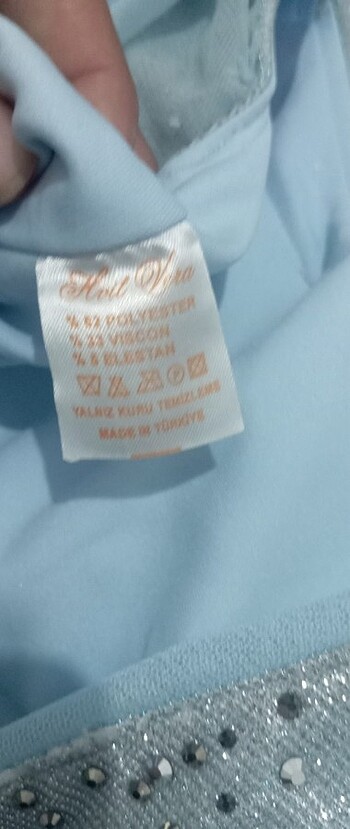 % 62 POLYESTER
% 33 VISCON
% 5 ELESTAN
P
YALNIZ KURU TEMİZLEME
MADE IN TÜRKİYE